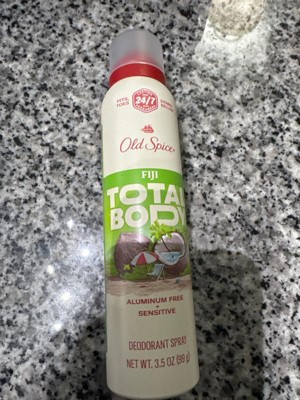 24/7
Old Spice
FIJI
TOTAL
BODY
ALUMINUM FREE
+
SENSITIVE
DEODORANT SPRAY
NET WT. 3.5 OZ (99 g)